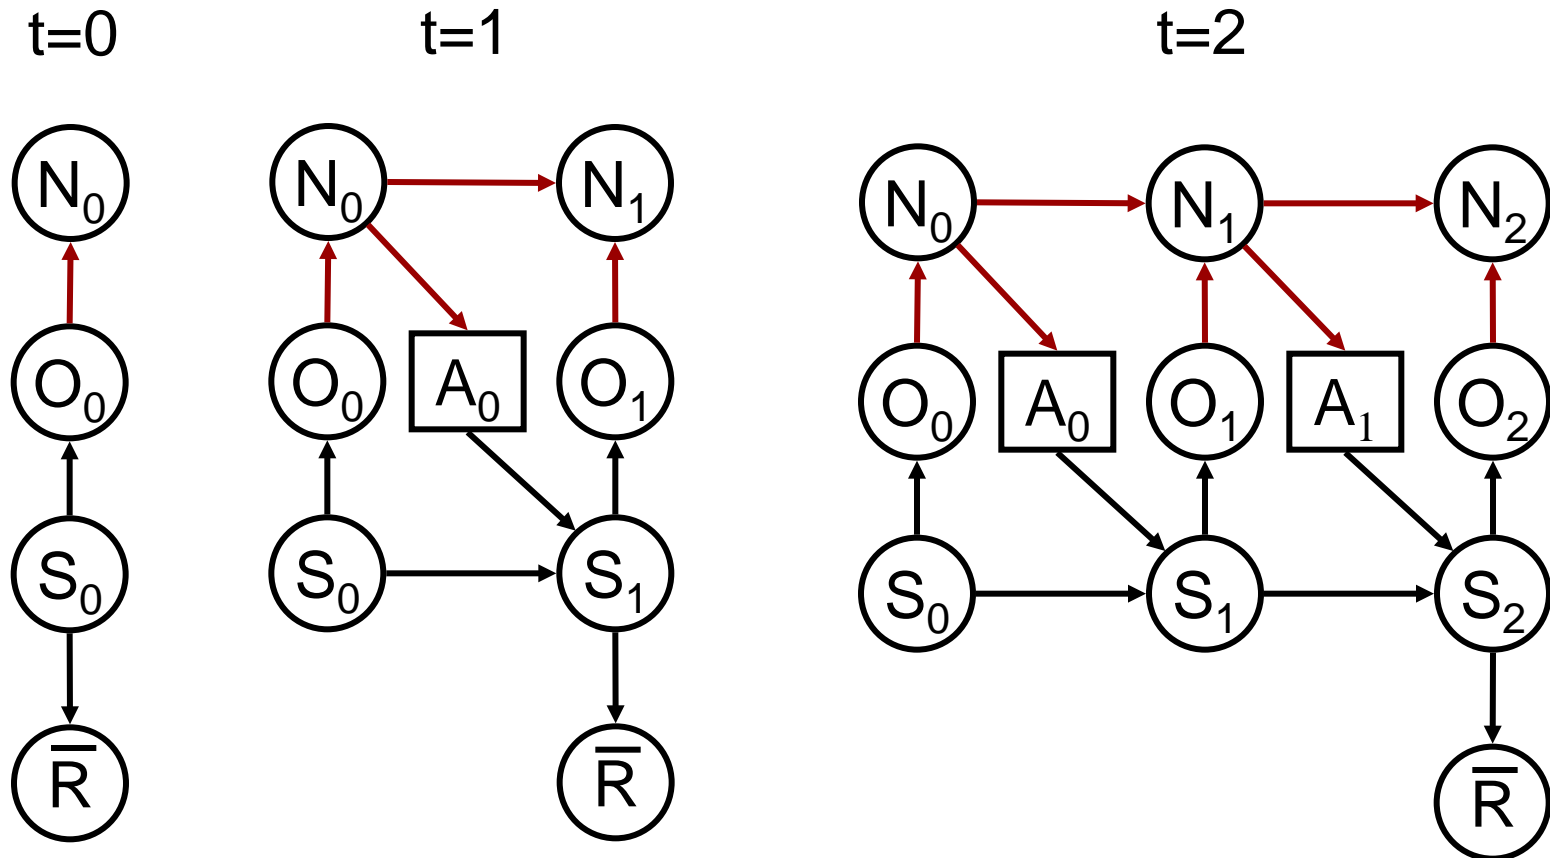 t=0 t=1 t=2
N₀ N₀ N₁ N₀ N₁ N₂
O₀ O₀ A₀ O₁ O₀ A₀ O₁ A₁ O₂
S₀ S₀ S₁ S₀ S₁ S₂
R̅ R̅ R̅